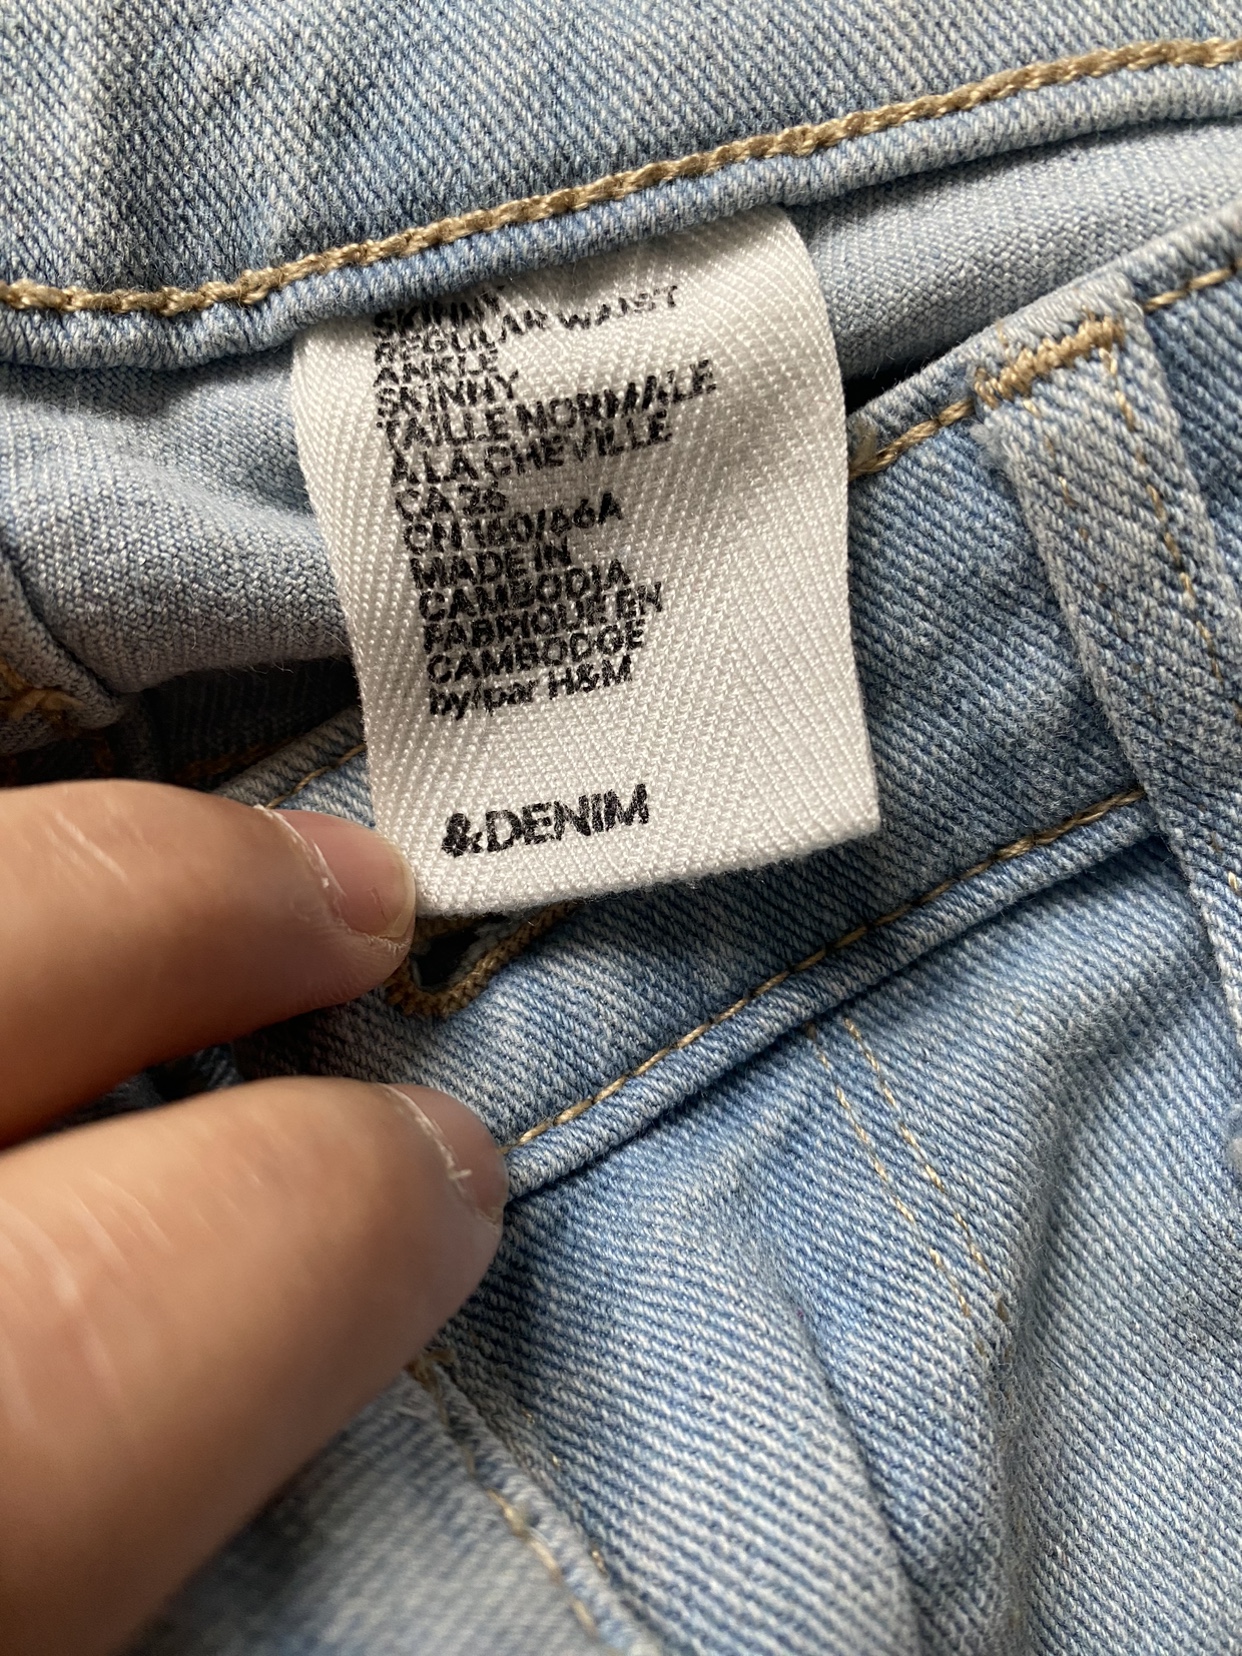 SKINNY
REGULAR WAIST
ANKLE
SKINNY
TAILLE NORMALE
À LA CHEVILLE
CA 26
CN 160/66A
MADE IN
CAMBODIA
FABRIQUE EN
CAMBODGE
by/par H&M
&DENIM